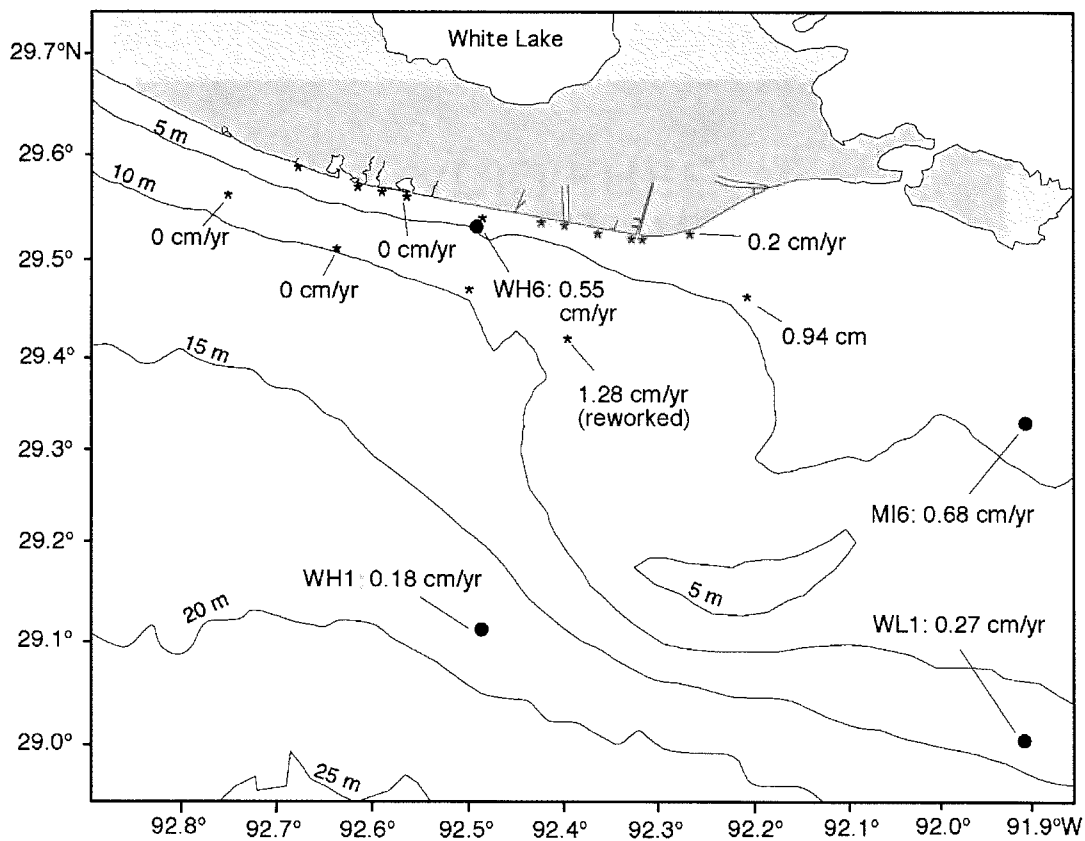 White Lake
29.7°N
29.6°
29.5°
29.4°
29.3°
29.2°
29.1°
29.0°
5 m
10 m
0 cm/yr
0 cm/yr
0 cm/yr
0.2 cm/yr
WH6: 0.55
cm/yr
0.94 cm
1.28 cm/yr
(reworked)
15 m
MI6: 0.68 cm/yr
WH1: 0.18 cm/yr
5 m
20 m
WL1: 0.27 cm/yr
25 m
92.8° 92.7° 92.6° 92.5° 92.4° 92.3° 92.2° 92.1° 92.0° 91.9°W